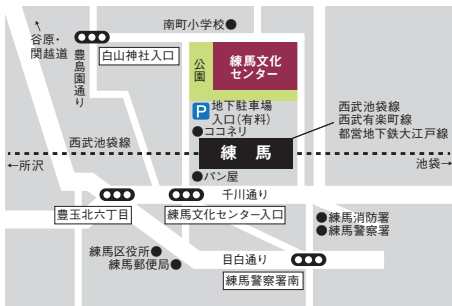 南町小学校●
谷原・
関越道
豊島園通り
白山神社入口
公園
練馬文化
センター
P 地下駐車場
入口(有料)
●ココネリ
西武池袋線
西武有楽町線
都営地下鉄大江戸線
西武池袋線
練馬
←所沢
池袋→
●パン屋
千川通り
豊玉北六丁目
練馬文化センター入口
●練馬消防署
●練馬警察署
練馬区役所●
練馬郵便局●
目白通り
練馬警察署南